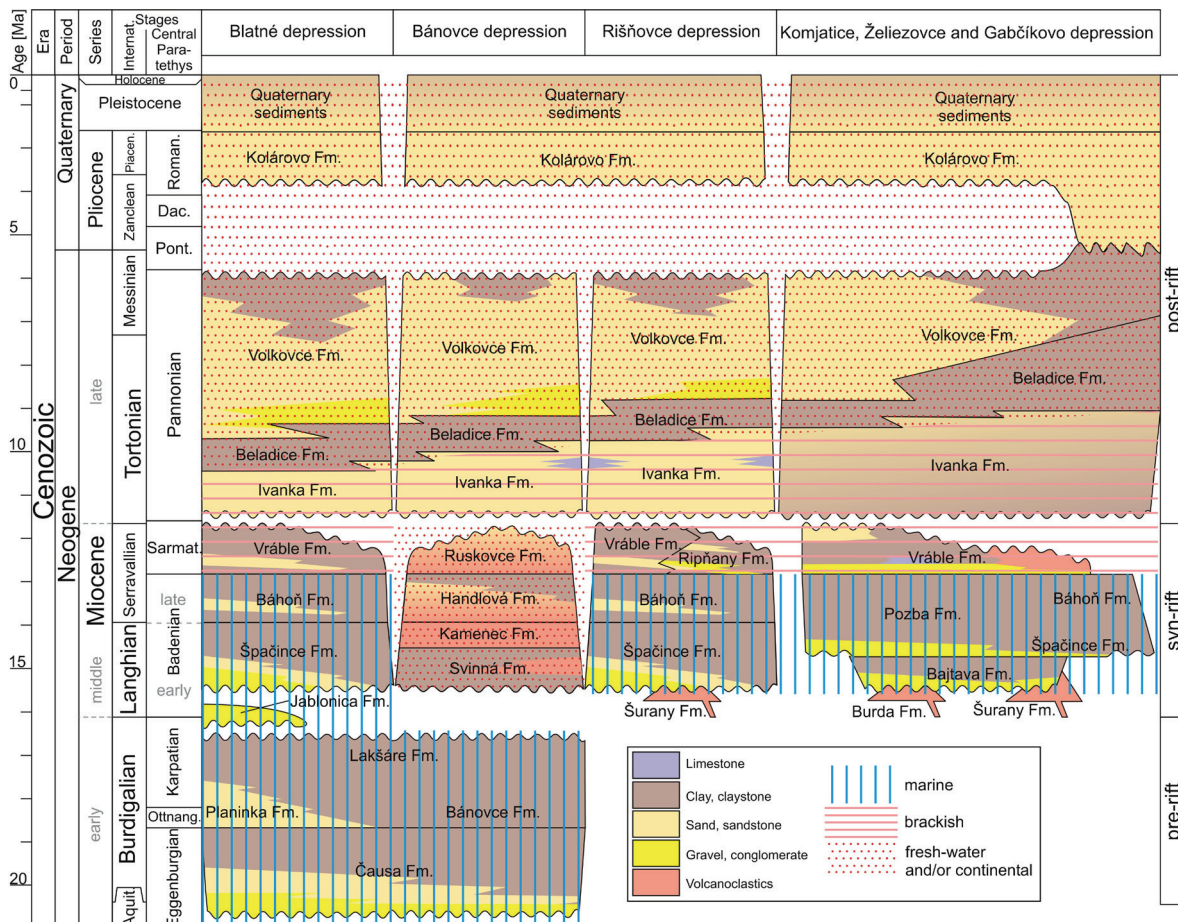 Age [Ma]
Era
Period
Series
Stages
Internat.
Central
Para-
tethys
Blatné depression
Bánovce depression
Rišňovce depression
Komjatice, Želiezovce and Gabčíkovo depression
0
5
10
15
20
Cenozoic
Quaternary
Neogene
Holocene
Pleistocene
Pliocene
Miocene
late
middle
early
Piacen.
Zanclean
Messinian
Tortonian
Serravallian
Langhian
Burdigalian
Aquit.
Roman.
Dac.
Pont.
Pannonian
Sarmat.
late
Badenian
early
Karpatian
Ottnang.
Eggenburgian
Quaternary
sediments
Kolárovo Fm.
Volkovce Fm.
Beladice Fm.
Ivanka Fm.
Vráble Fm.
Báhoň Fm.
Špačince Fm.
Jablonica Fm.
Lakšáre Fm.
Planinka Fm.
Bánovce Fm.
Čausa Fm.
Quaternary
sediments
Kolárovo Fm.
Volkovce Fm.
Beladice Fm.
Ivanka Fm.
Ruskovce Fm.
Handlová Fm.
Kamenec Fm.
Svinná Fm.
Volkovce Fm.
Beladice Fm.
Ivanka Fm.
Vráble Fm.
Ripňany Fm.
Báhoň Fm.
Špačince Fm.
Šurany Fm.
Quaternary
sediments
Kolárovo Fm.
Volkovce Fm.
Beladice Fm.
Ivanka Fm.
Vráble Fm.
Pozba Fm.
Báhoň Fm.
Špačince Fm.
Bajtava Fm.
Burda Fm.
Šurany Fm.
post-rift
syn-rift
pre-rift
Limestone
Clay, claystone
Sand, sandstone
Gravel, conglomerate
Volcanoclastics
marine
brackish
fresh-water
and/or continental